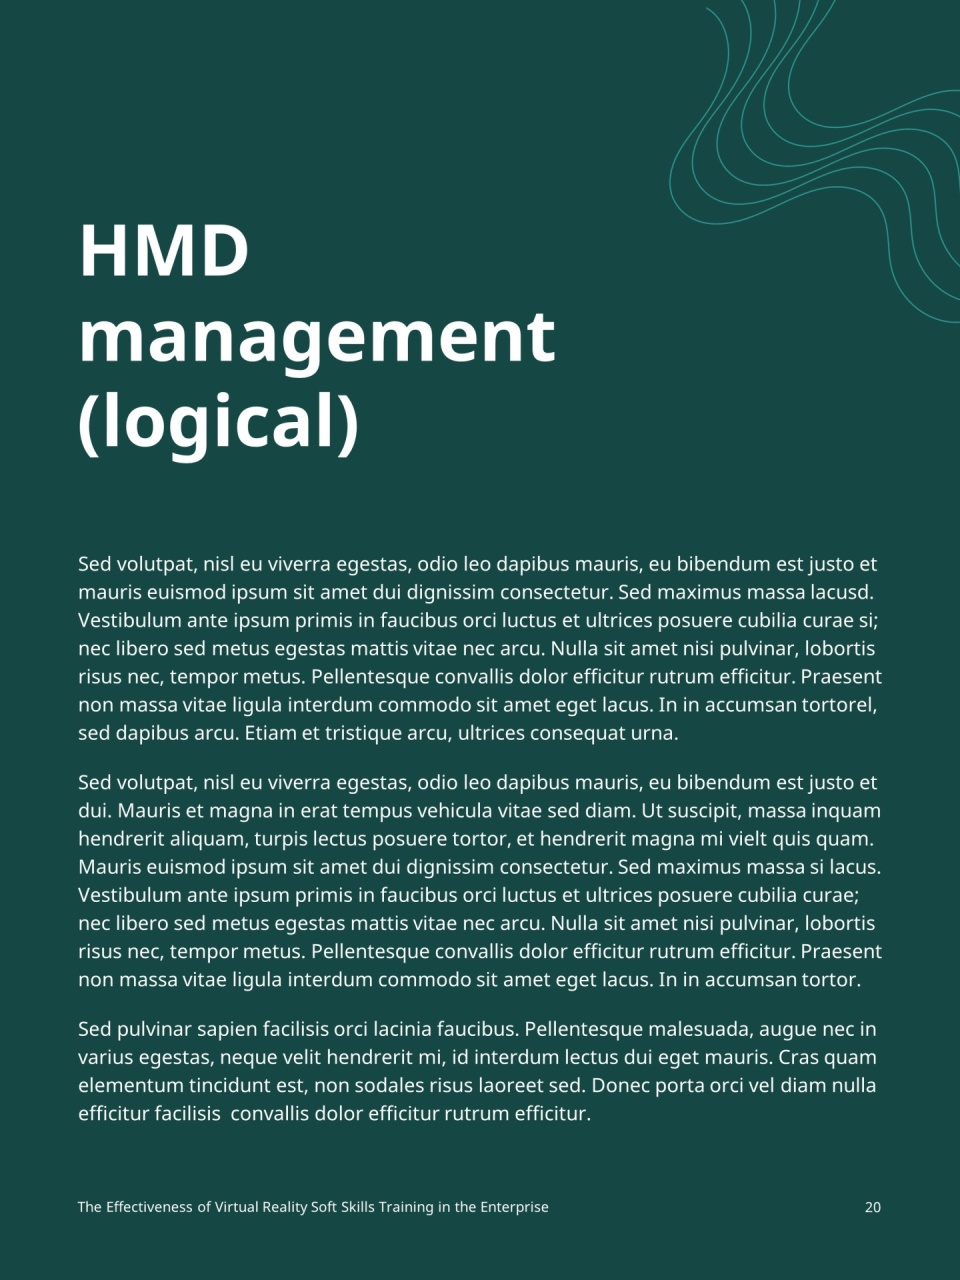 HMD
management
(logical)
Sed volutpat, nisl eu viverra egestas, odio leo dapibus mauris, eu bibendum est justo et
mauris euismod ipsum sit amet dui dignissim consectetur. Sed maximus massa lacusd.
Vestibulum ante ipsum primis in faucibus orci luctus et ultrices posuere cubilia curae si;
nec libero sed metus egestas mattis vitae nec arcu. Nulla sit amet nisi pulvinar, lobortis
risus nec, tempor metus. Pellentesque convallis dolor efficitur rutrum efficitur. Praesent
non massa vitae ligula interdum commodo sit amet eget lacus. In in accumsan tortorel,
sed dapibus arcu. Etiam et tristique arcu, ultrices consequat urna.
Sed volutpat, nisl eu viverra egestas, odio leo dapibus mauris, eu bibendum est justo et
dui. Mauris et magna in erat tempus vehicula vitae sed diam. Ut suscipit, massa inquam
hendrerit aliquam, turpis lectus posuere tortor, et hendrerit magna mi vielt quis quam.
Mauris euismod ipsum sit amet dui dignissim consectetur. Sed maximus massa si lacus.
Vestibulum ante ipsum primis in faucibus orci luctus et ultrices posuere cubilia curae;
nec libero sed metus egestas mattis vitae nec arcu. Nulla sit amet nisi pulvinar, lobortis
risus nec, tempor metus. Pellentesque convallis dolor efficitur rutrum efficitur. Praesent
non massa vitae ligula interdum commodo sit amet eget lacus. In in accumsan tortor.
Sed pulvinar sapien facilisis orci lacinia faucibus. Pellentesque malesuada, augue nec in
varius egestas, neque velit hendrerit mi, id interdum lectus dui eget mauris. Cras quam
elementum tincidunt est, non sodales risus laoreet sed. Donec porta orci vel diam nulla
efficitur facilisis  convallis dolor efficitur rutrum efficitur.
The Effectiveness of Virtual Reality Soft Skills Training in the Enterprise 20